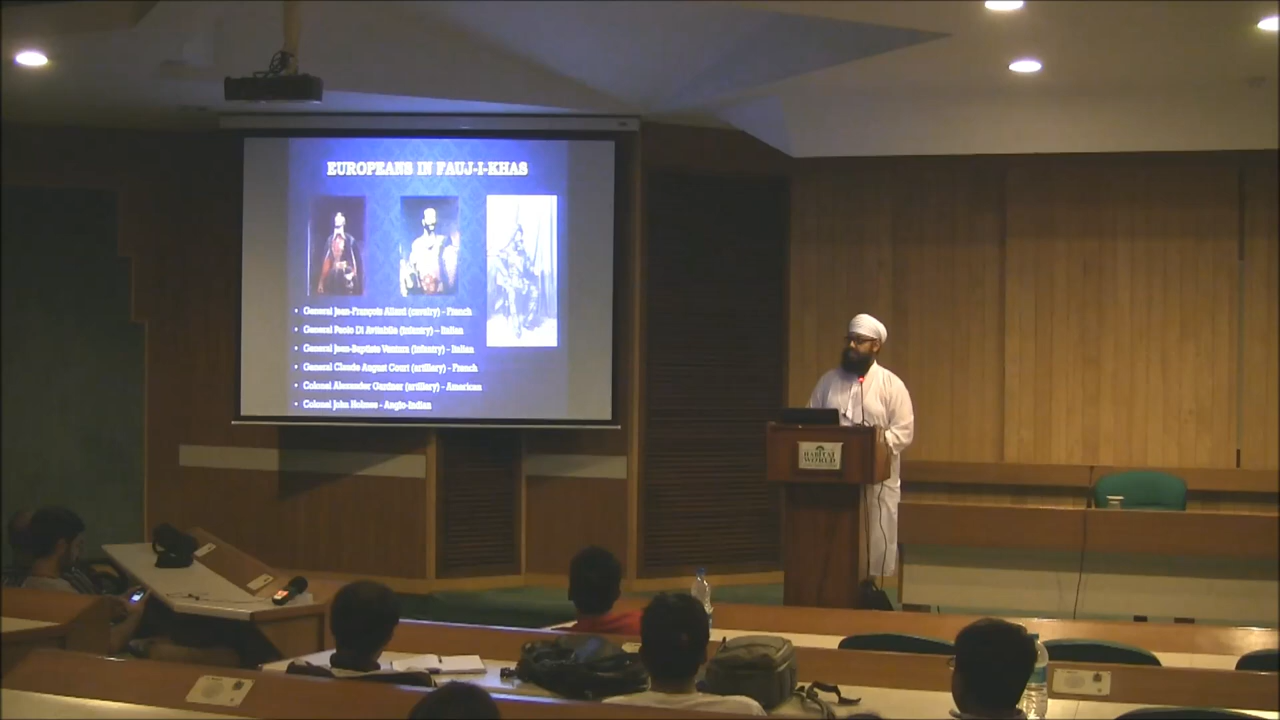 EUROPEANS IN FAUJ-I-KHAS
• General Jean-François Allard (cavalry) - French
• General Paolo Di Avitabile (infantry) - Italian
• General Jean-Baptiste Ventura (infantry) - Italian
• General Claude August Court (artillery) - French
• Colonel Alexander Gardner (artillery) - American
• Colonel John Holmes - Anglo-Indian
HABITAT
WORLD